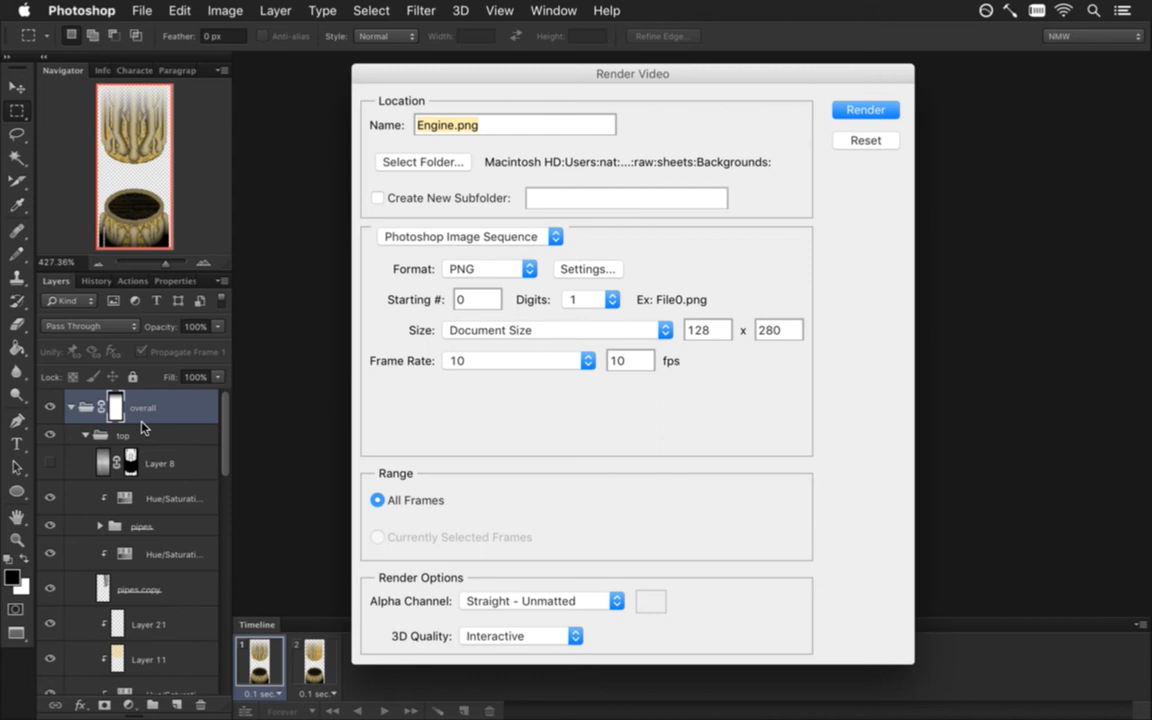 Photoshop File Edit Image Layer Type Select Filter 3D View Window Help
Feather: 0 px Anti-alias Style: Normal Width: Height: Refine Edge... NMW
Navigator Info Characte Paragrap
427.36%
Layers History Actions Properties
Kind
Pass Through Opacity: 100%
Unify: Propagate Frame 1
Lock: Fill: 100%
overall
top
Layer 8
Hue/Saturati...
pipes
Hue/Saturati...
pipes copy
Layer 21
Layer 11
Hue/Saturati...
Render Video
Location
Name: Engine.png
Select Folder... Macintosh HD:Users:nat:...:raw:sheets:Backgrounds:
Create New Subfolder:
Render
Reset
Photoshop Image Sequence
Format: PNG Settings...
Starting #: 0 Digits: 1 Ex: File0.png
Size: Document Size 128 x 280
Frame Rate: 10 10 fps
Range
All Frames
Currently Selected Frames
Render Options
Alpha Channel: Straight - Unmatted
3D Quality: Interactive
Timeline
1 2
0.1 sec. 0.1 sec.
Forever